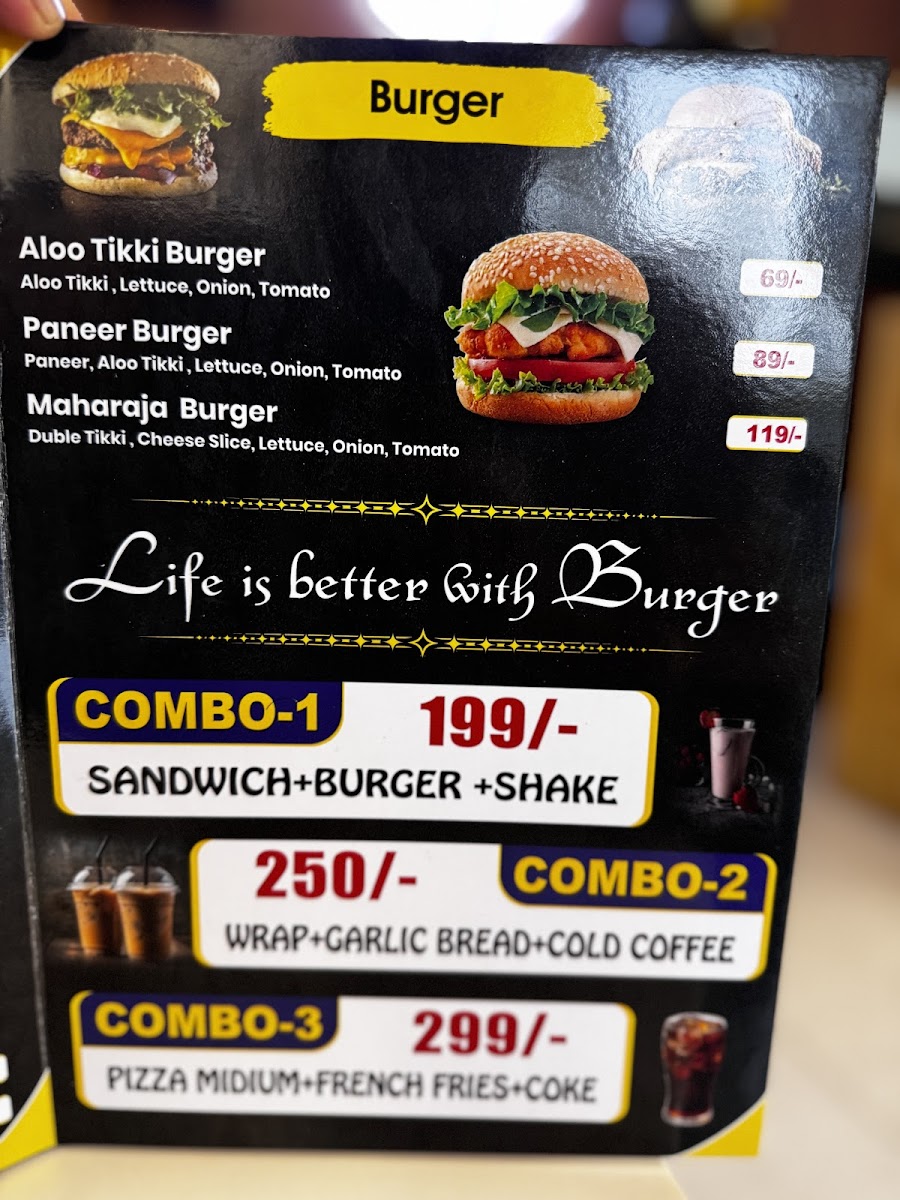 Burger
Aloo Tikki Burger
69/-
Aloo Tikki , Lettuce, Onion, Tomato
Paneer Burger
89/-
Paneer, Aloo Tikki , Lettuce, Onion, Tomato
Maharaja Burger
119/-
Duble Tikki , Cheese Slice, Lettuce, Onion, Tomato
Life is better with Burger
COMBO-1 199/-
SANDWICH+BURGER +SHAKE
250/- COMBO-2
WRAP+GARLIC BREAD+COLD COFFEE
COMBO-3 299/-
PIZZA MIDIUM+FRENCH FRIES+COKE